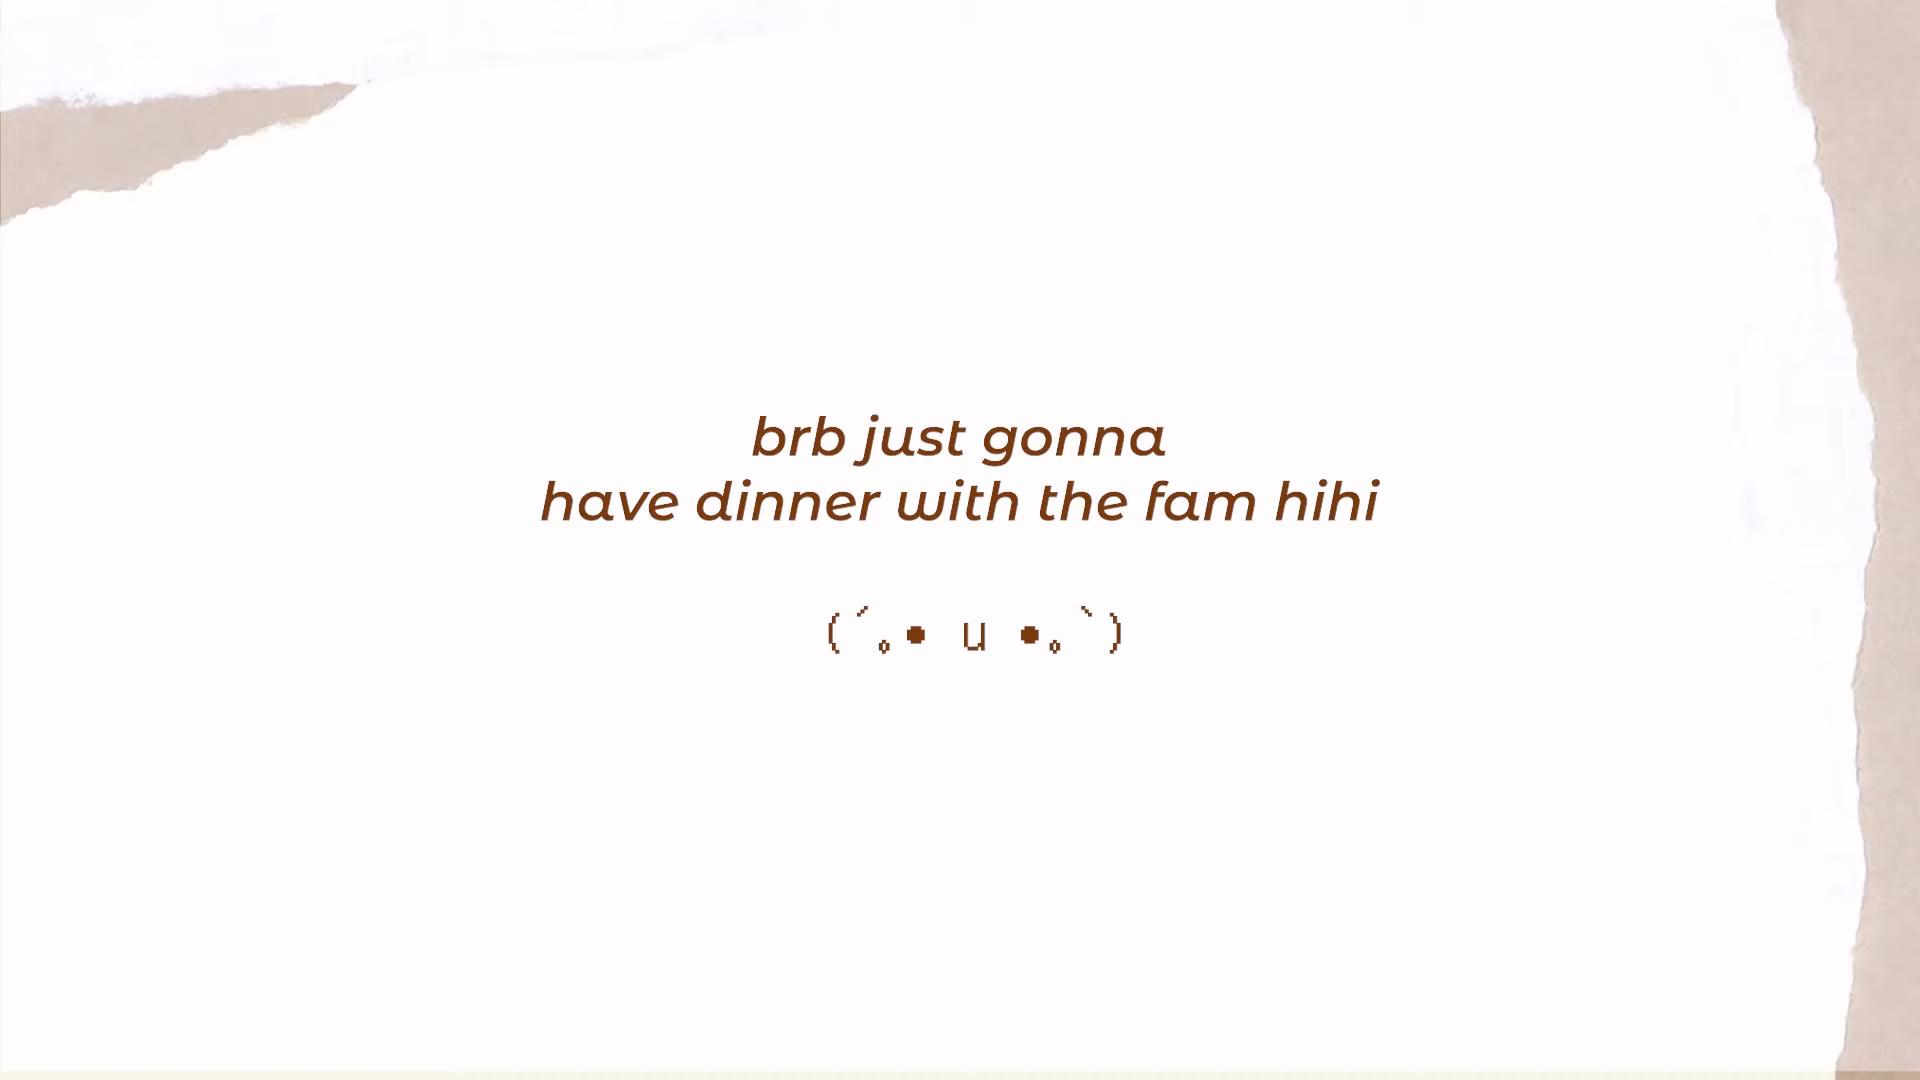 brb just gonna
have dinner with the fam hihi
(´｡• u •｡`)